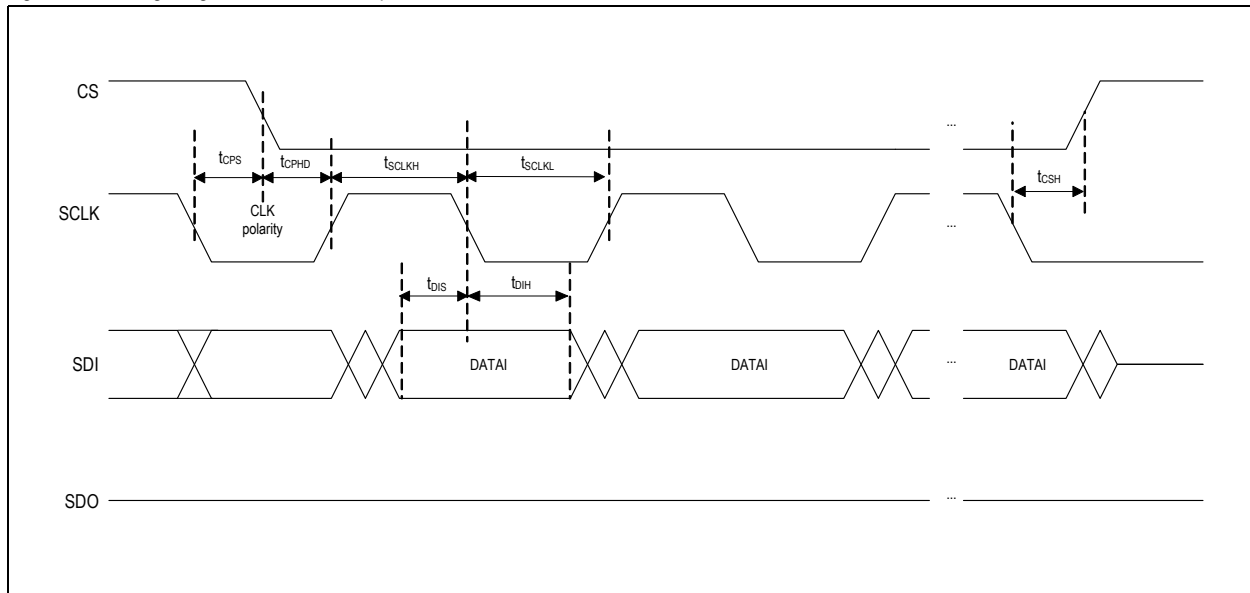 CS
...
tCPS
tCPHD
tSCLKH
tSCLKL
tCSH
SCLK
CLK
polarity
...
tDIS
tDIH
SDI
DATAI
DATAI
...
DATAI
SDO
...